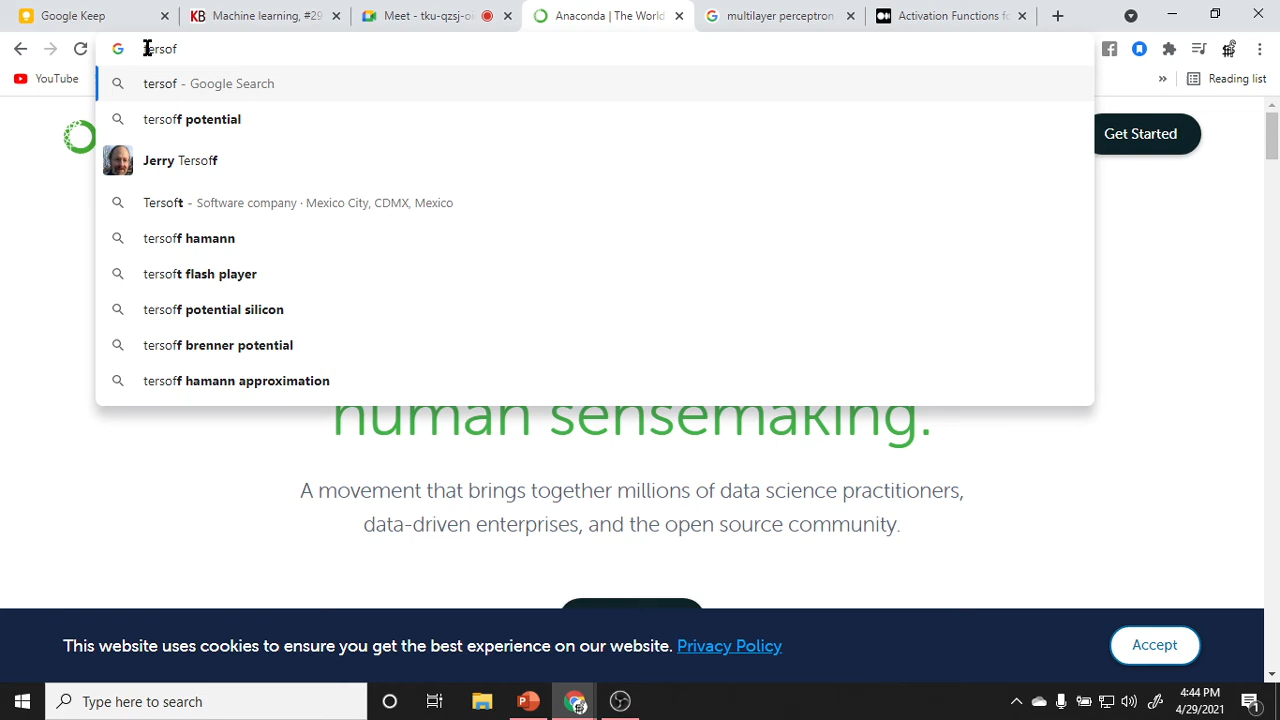 Google Keep
Machine learning, #29
Meet - tku-qzsj-o
Anaconda | The World
multilayer perceptron
Activation Functions f
tersof
YouTube
Reading list
tersof - Google Search
tersoff potential
Jerry Tersoff
Tersoft - Software company · Mexico City, CDMX, Mexico
tersoff hamann
tersoft flash player
tersoff potential silicon
tersoff brenner potential
tersoff hamann approximation
Get Started
human sensemaking.
A movement that brings together millions of data science practitioners,
data-driven enterprises, and the open source community.
This website uses cookies to ensure you get the best experience on our website. Privacy Policy
Accept
Type here to search
4:44 PM
4/29/2021